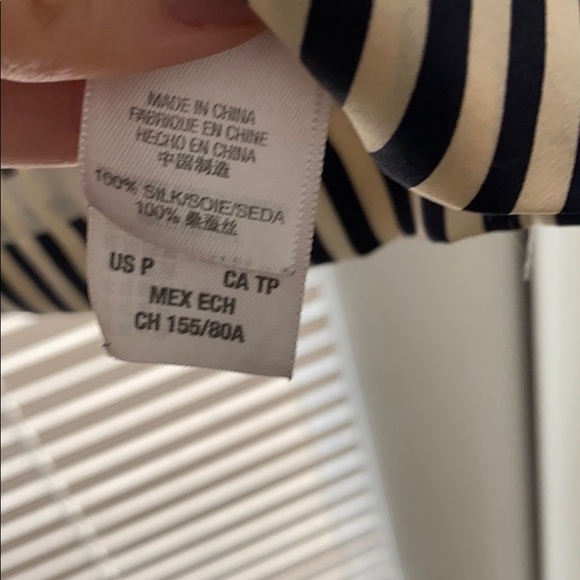 MADE IN CHINA
FABRIQUE EN CHINE
HECHO EN CHINA
中国制造
100% SILK/SOIE/SEDA
100% 桑蚕丝
US P CA TP
MEX ECH
CH 155/80A